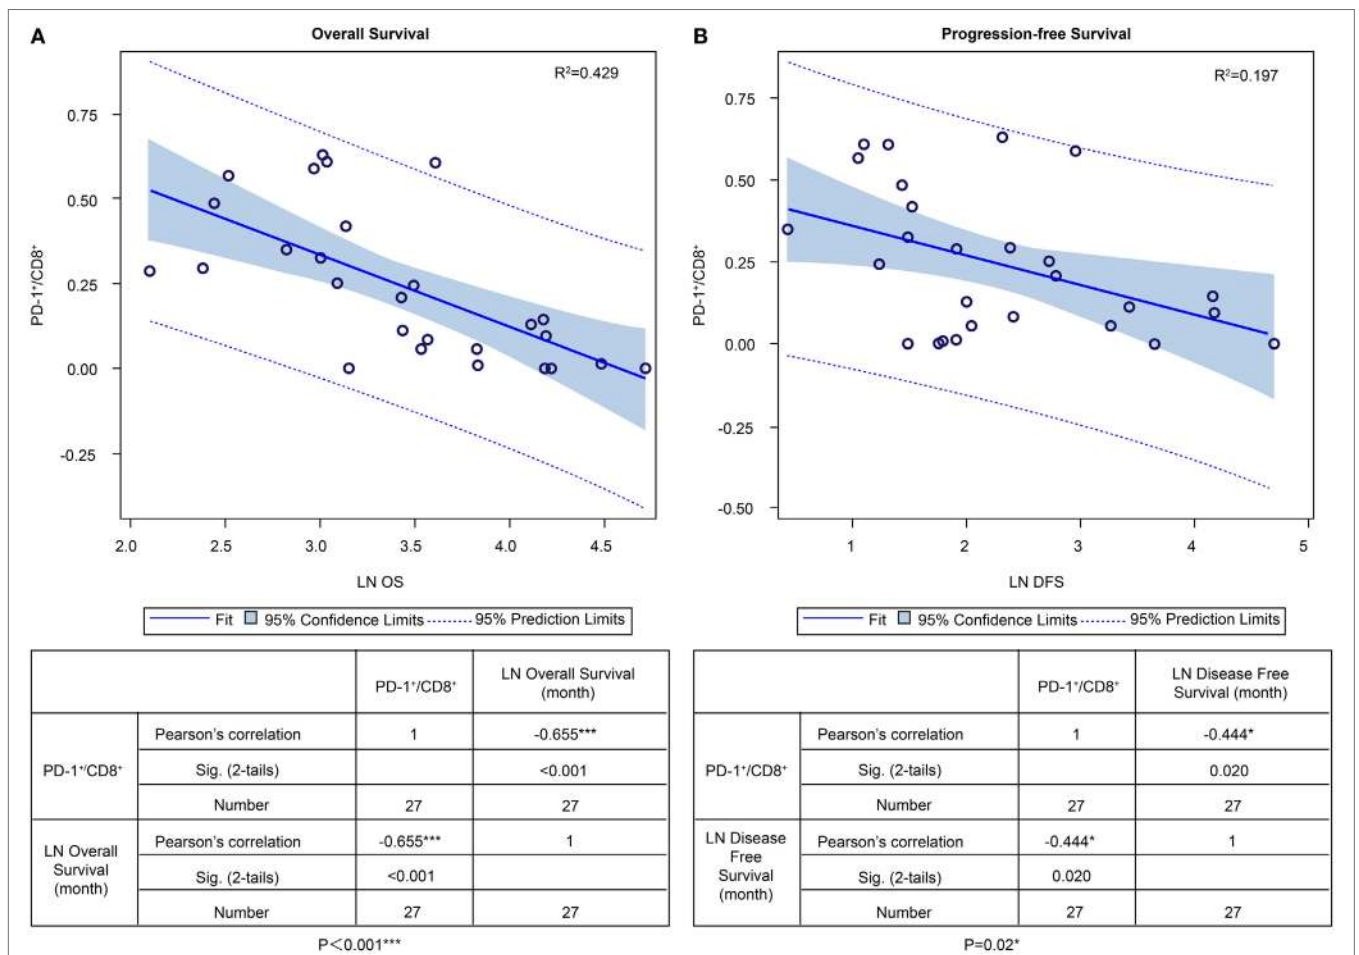 A
Overall Survival
R²=0.429
PD-1⁺/CD8⁺
0.75
0.50
0.25
0.00
-0.25
2.0 2.5 3.0 3.5 4.0 4.5
LN OS
Fit 95% Confidence Limits 95% Prediction Limits
B
Progression-free Survival
R²=0.197
PD-1⁺/CD8⁺
0.75
0.50
0.25
0.00
-0.25
-0.50
1 2 3 4 5
LN DFS
Fit 95% Confidence Limits 95% Prediction Limits
PD-1⁺/CD8⁺ LN Overall Survival
(month)
PD-1⁺/CD8⁺
Pearson's correlation 1 -0.655***
Sig. (2-tails) <0.001
Number 27 27
LN Overall
Survival
(month)
Pearson's correlation -0.655*** 1
Sig. (2-tails) <0.001
Number 27 27
P<0.001***
PD-1⁺/CD8⁺ LN Disease Free
Survival (month)
PD-1⁺/CD8⁺
Pearson's correlation 1 -0.444*
Sig. (2-tails) 0.020
Number 27 27
LN Disease
Free
Survival
(month)
Pearson's correlation -0.444* 1
Sig. (2-tails) 0.020
Number 27 27
P=0.02*